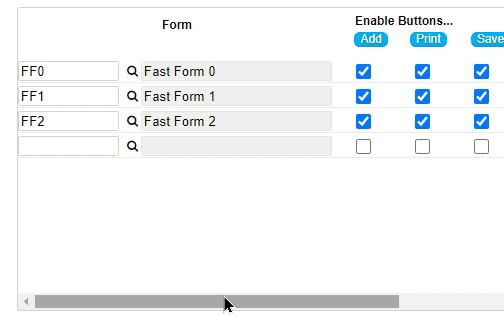 Form Enable Buttons...
Add Print Save
FF0 Fast Form 0
FF1 Fast Form 1
FF2 Fast Form 2